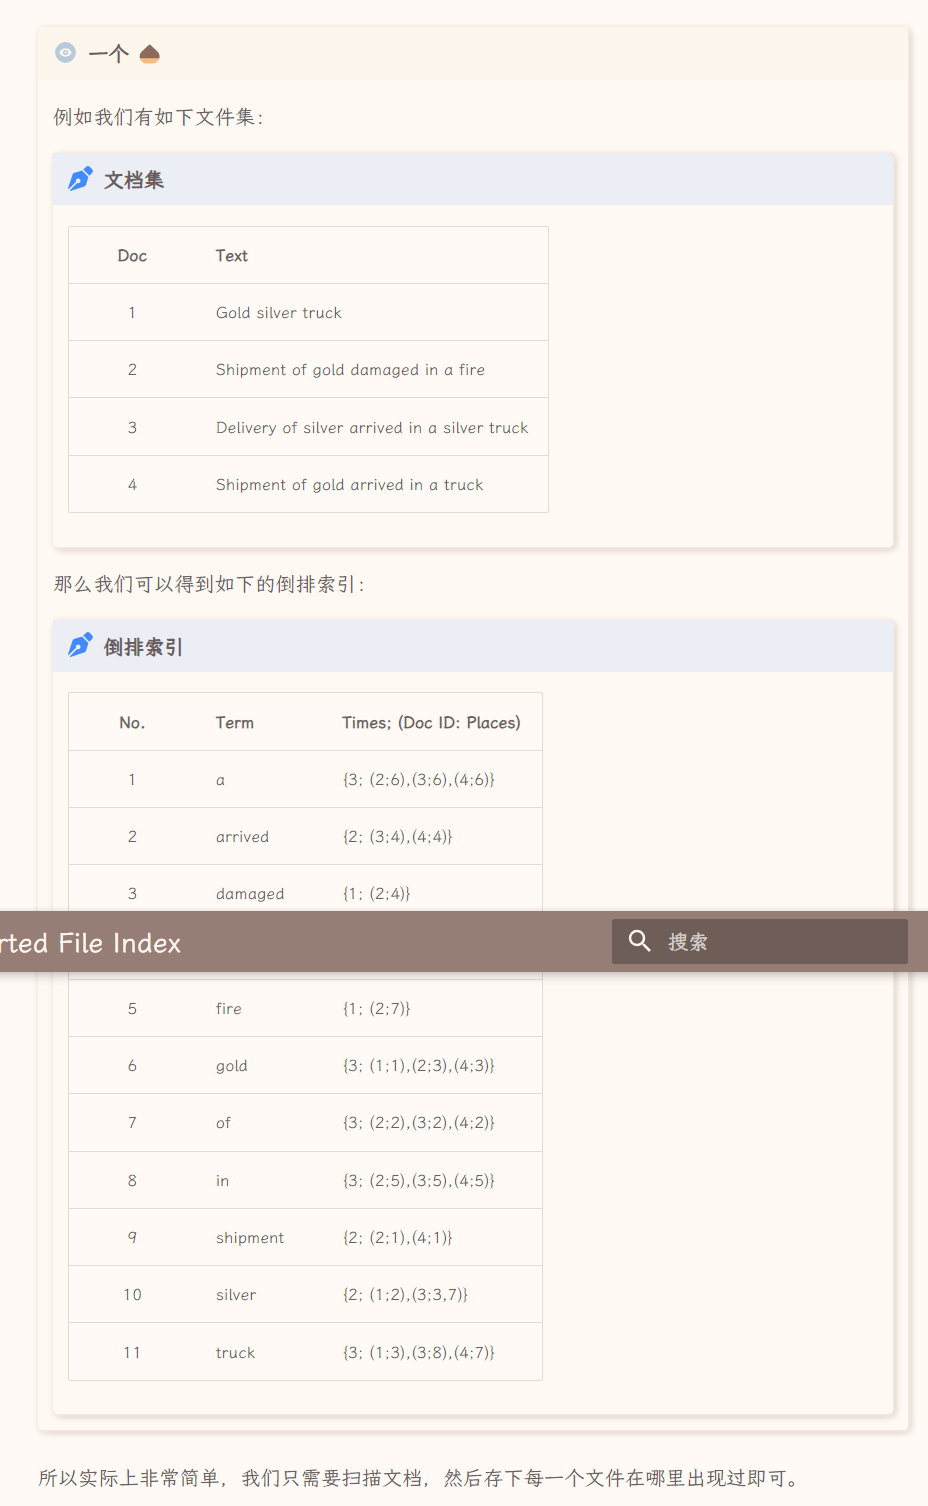 一个
例如我们有如下文件集：
文档集
Doc Text
1 Gold silver truck
2 Shipment of gold damaged in a fire
3 Delivery of silver arrived in a silver truck
4 Shipment of gold arrived in a truck
那么我们可以得到如下的倒排索引：
倒排索引
No. Term Times; (Doc ID: Places)
1 a {3; (2;6),(3;6),(4;6)}
2 arrived {2; (3;4),(4;4)}
3 damaged {1; (2;4)}
rted File Index 搜索
5 fire {1; (2;7)}
6 gold {3; (1;1),(2;3),(4;3)}
7 of {3; (2;2),(3;2),(4;2)}
8 in {3; (2;5),(3;5),(4;5)}
9 shipment {2; (2;1),(4;1)}
10 silver {2; (1;2),(3;3,7)}
11 truck {3; (1;3),(3;8),(4;7)}
所以实际上非常简单，我们只需要扫描文档，然后存下每一个文件在哪里出现过即可。